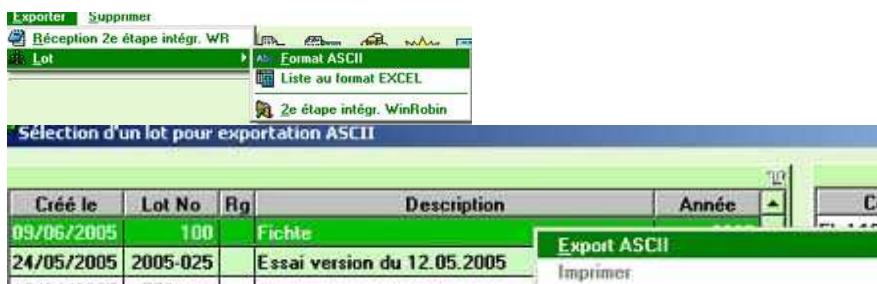 Exporter Supprimer
Réception 2e étape intégr. WR
Lot Format ASCII
Liste au format EXCEL
2e étape intégr. WinRobin
Sélection d'un lot pour exportation ASCII
Créé le Lot No Rg Description Année
09/06/2005 100 Fichte
Export ASCII
24/05/2005 2005-025 Essai version du 12.05.2005
Imprimer